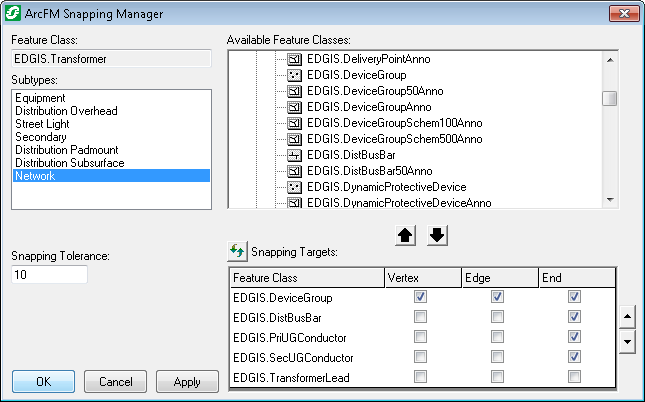 ArcFM Snapping Manager
Feature Class:
EDGIS.Transformer
Subtypes:
Equipment
Distribution Overhead
Street Light
Secondary
Distribution Padmount
Distribution Subsurface
Network
Available Feature Classes:
EDGIS.DeliveryPointAnno
EDGIS.DeviceGroup
EDGIS.DeviceGroup50Anno
EDGIS.DeviceGroupAnno
EDGIS.DeviceGroupSchem100Anno
EDGIS.DeviceGroupSchem500Anno
EDGIS.DistBusBar
EDGIS.DistBusBar50Anno
EDGIS.DynamicProtectiveDevice
EDGIS.DynamicProtectiveDeviceAnno
Snapping Tolerance:
10
Snapping Targets:
Feature Class Vertex Edge End
EDGIS.DeviceGroup
EDGIS.DistBusBar
EDGIS.PriUGConductor
EDGIS.SecUGConductor
EDGIS.TransformerLead
OK Cancel Apply